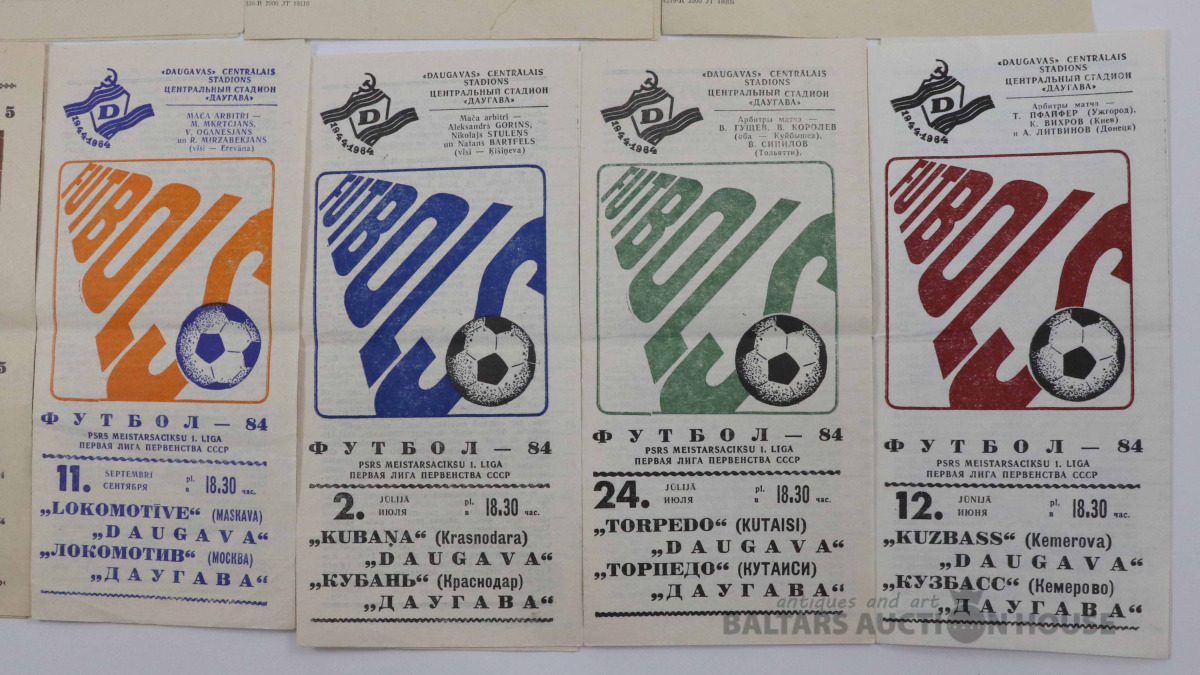 «DAUGAVAS» CENTRĀLAIS
STADIONS
ЦЕНТРАЛЬНЫЙ СТАДИОН
«ДАУГАВА»
MAČA ARBITRI —
M. MKRTČJANS,
V. OGANESJANS
un R. MIRZABEKJANS
(visi — Erevāna)
D
1944-1984
FUTBOLS
ФУТБОЛ — 84
PSRS MEISTARSACĪKSU 1. LIGA
ПЕРВАЯ ЛИГА ПЕРВЕНСТВА СССР
11. SEPTEMBRĪ
СЕНТЯБРЯ
pl.
в 18.30 час.
„LOKOMOTĪVE“ (MASKAVA)
„DAUGAVA“
„ЛОКОМОТИВ“ (МОСКВА)
„ДАУГАВА“
«DAUGAVAS» CENTRĀLAIS
STADIONS
ЦЕНТРАЛЬНЫЙ СТАДИОН
«ДАУГАВА»
Mača arbitri —
Aleksandrs GORINS,
Nikolajs STULENS
un Natans BARTFELS
(visi — Ķišiņeva)
D
1944-1984
FUTBOLS
ФУТБОЛ — 84
PSRS MEISTARSACIKSU 1. LIGA
ПЕРВАЯ ЛИГА ПЕРВЕНСТВА СССР
2. JŪLIJĀ
ИЮЛЯ
pl.
в 18.30 час.
„KUBAŅA“ (Krasnodara)
„DAUGAVA“
„КУБАНЬ“ (Краснодар)
„ДАУГАВА“
«DAUGAVAS» CENTRĀLAIS
STADIONS
ЦЕНТРАЛЬНЫЙ СТАДИОН
«ДАУГАВА»
Арбитры матча —
В. ГУЩЕВ, В. КОРОЛЕВ
(оба — Куйбышев),
В. СИПИЛОВ
(Тольятти).
D
1944-1984
FUTBOLS
ФУТБОЛ — 84
PSRS MEISTARSACIKSU 1. LIGA
ПЕРВАЯ ЛИГА ПЕРВЕНСТВА СССР
24. JŪLIJĀ
ИЮЛЯ
pl.
в 18.30 час.
„TORPEDO“ (KUTAISI)
„DAUGAVA“
„ТОРПЕДО“ (КУТАИСИ)
„ДАУГАВА“
«DAUGAVAS» CENTRĀLAIS
STADIONS
ЦЕНТРАЛЬНЫЙ СТАДИОН
«ДАУГАВА»
Арбитры матча —
Т. ПФАЙФЕР (Ужгород),
К. ВИХРОВ (Киев)
и А. ЛИТВИНОВ (Донецк)
D
1944-1984
FUTBOLS
ФУТБОЛ — 84
PSRS MEISTARSACIKSU 1. LIGA
ПЕРВАЯ ЛИГА ПЕРВЕНСТВА СССР
12. JŪNIJĀ
ИЮНЯ
pl.
в 18.30 час.
„KUZBASS“ (Kemerova)
„DAUGAVA“
„КУЗБАСС“ (Кемерово)
„ДАУГАВА“
antiques and art
BALTARS AUCTION HOUSE